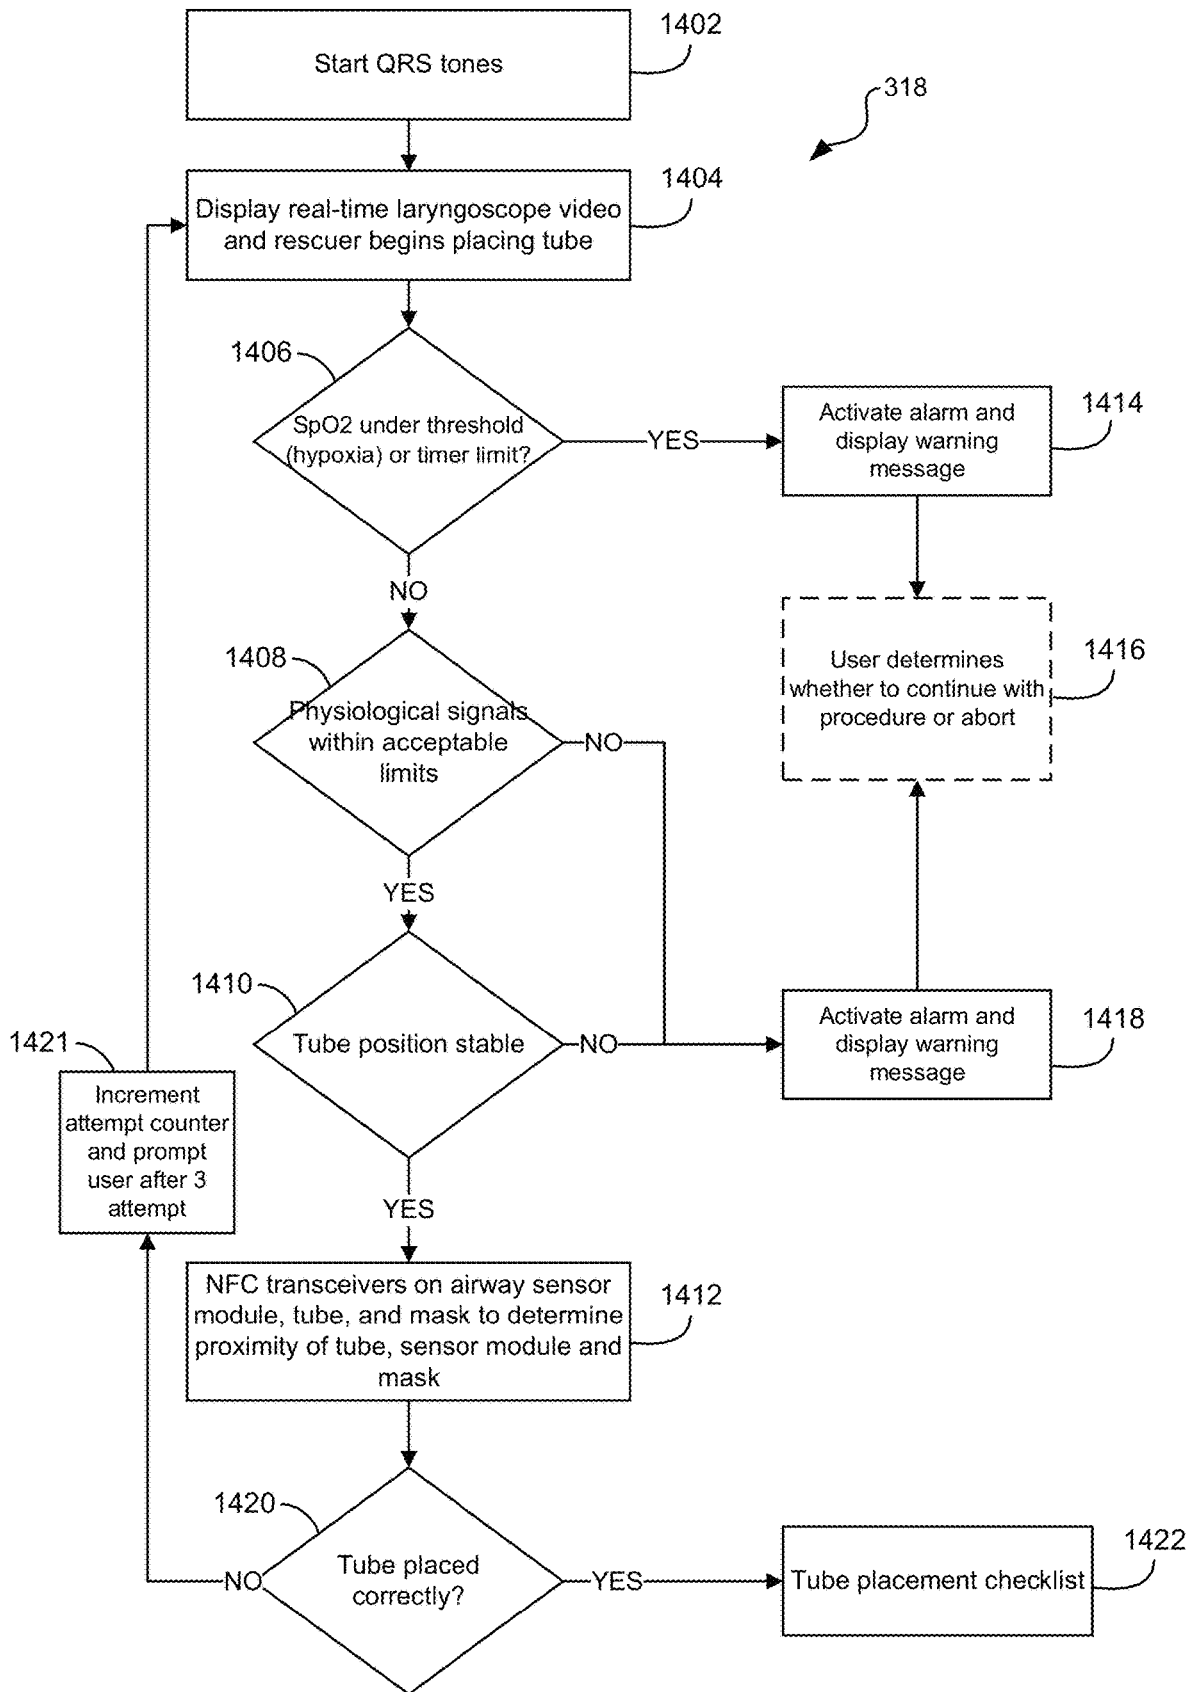 1402
Start QRS tones
318
1404
Display real-time laryngoscope video
and rescuer begins placing tube
1406
SpO2 under threshold
(hypoxia) or timer limit?
YES
Activate alarm and
display warning
message
1414
NO
1408
Physiological signals
within acceptable
limits
NO
User determines
whether to continue with
procedure or abort
1416
YES
1410
Tube position stable
NO
Activate alarm and
display warning
message
1418
1421
Increment
attempt counter
and prompt
user after 3
attempt
YES
NFC transceivers on airway sensor
module, tube, and mask to determine
proximity of tube, sensor module and
mask
1412
1420
Tube placed
correctly?
NO
YES
Tube placement checklist
1422